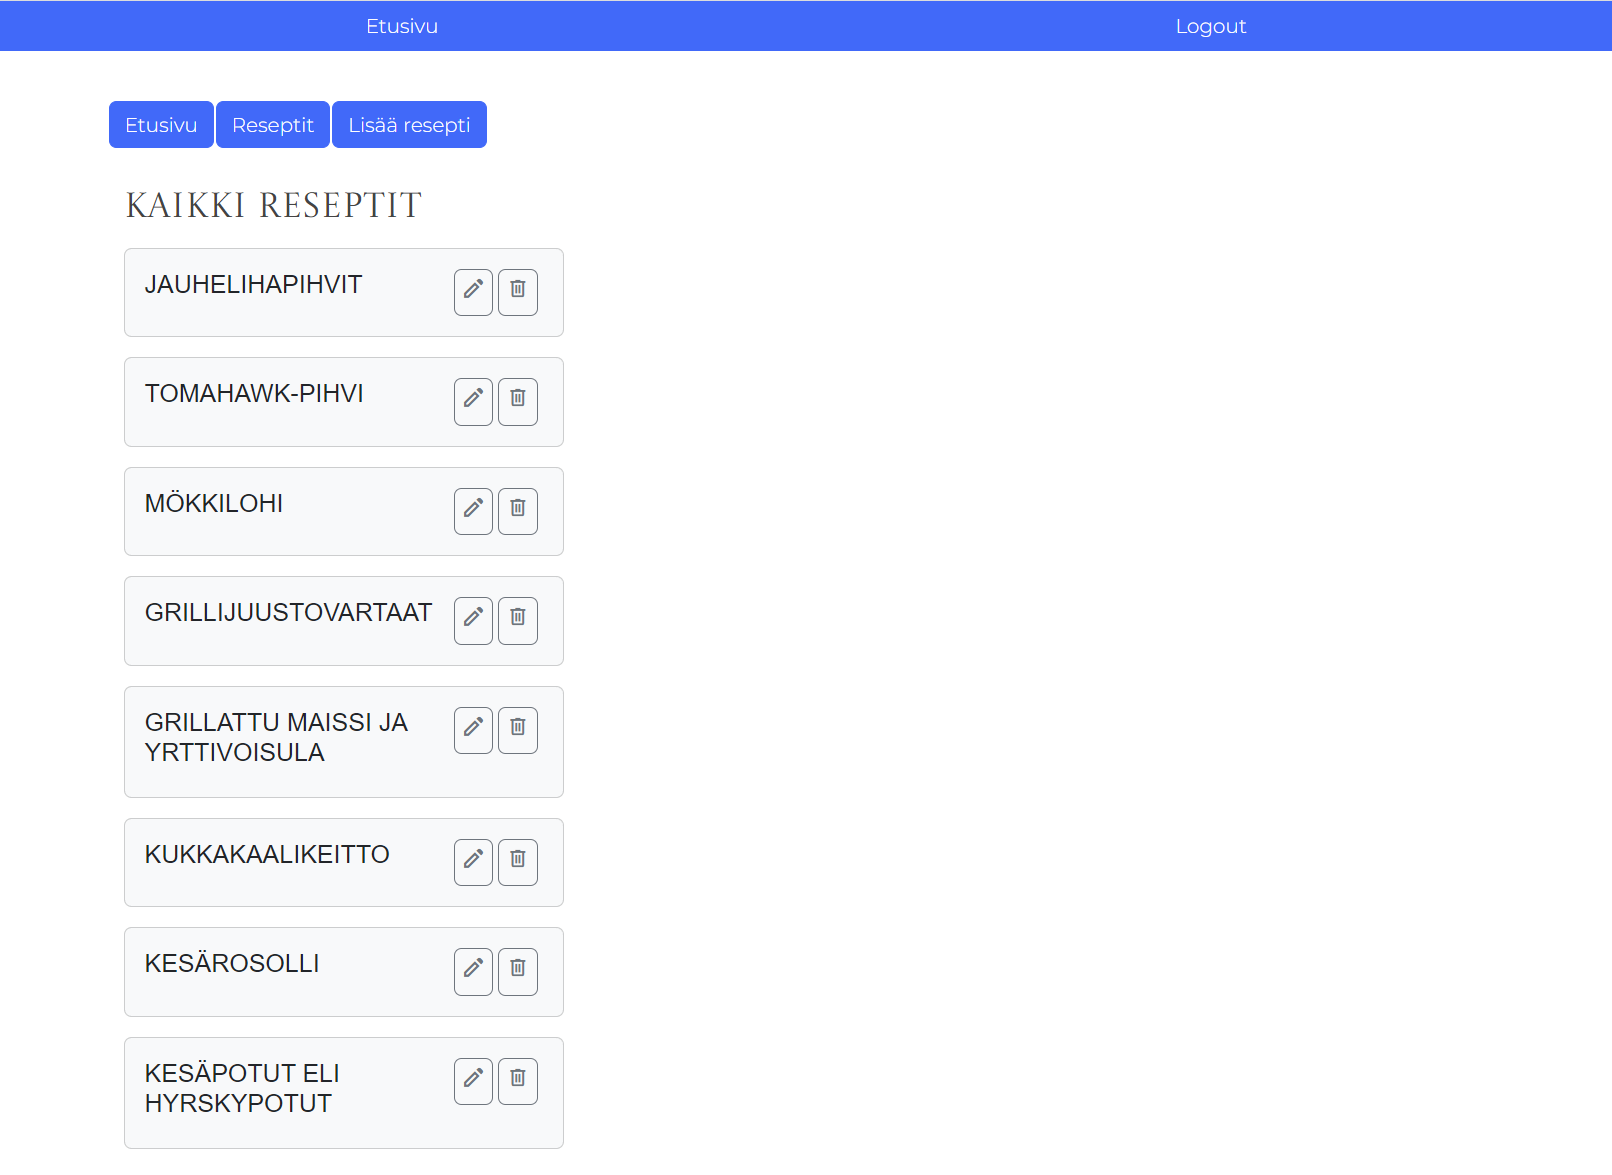 Etusivu Logout
Etusivu Reseptit Lisää resepti
KAIKKI RESEPTIT
JAUHELIHAPIHVIT
TOMAHAWK-PIHVI
MÖKKILOHI
GRILLIJUUSTOVARTAAT
GRILLATTU MAISSI JA
YRTTIVOISULA
KUKKAKAALIKEITTO
KESÄROSOLLI
KESÄPOTUT ELI
HYRSKYPOTUT